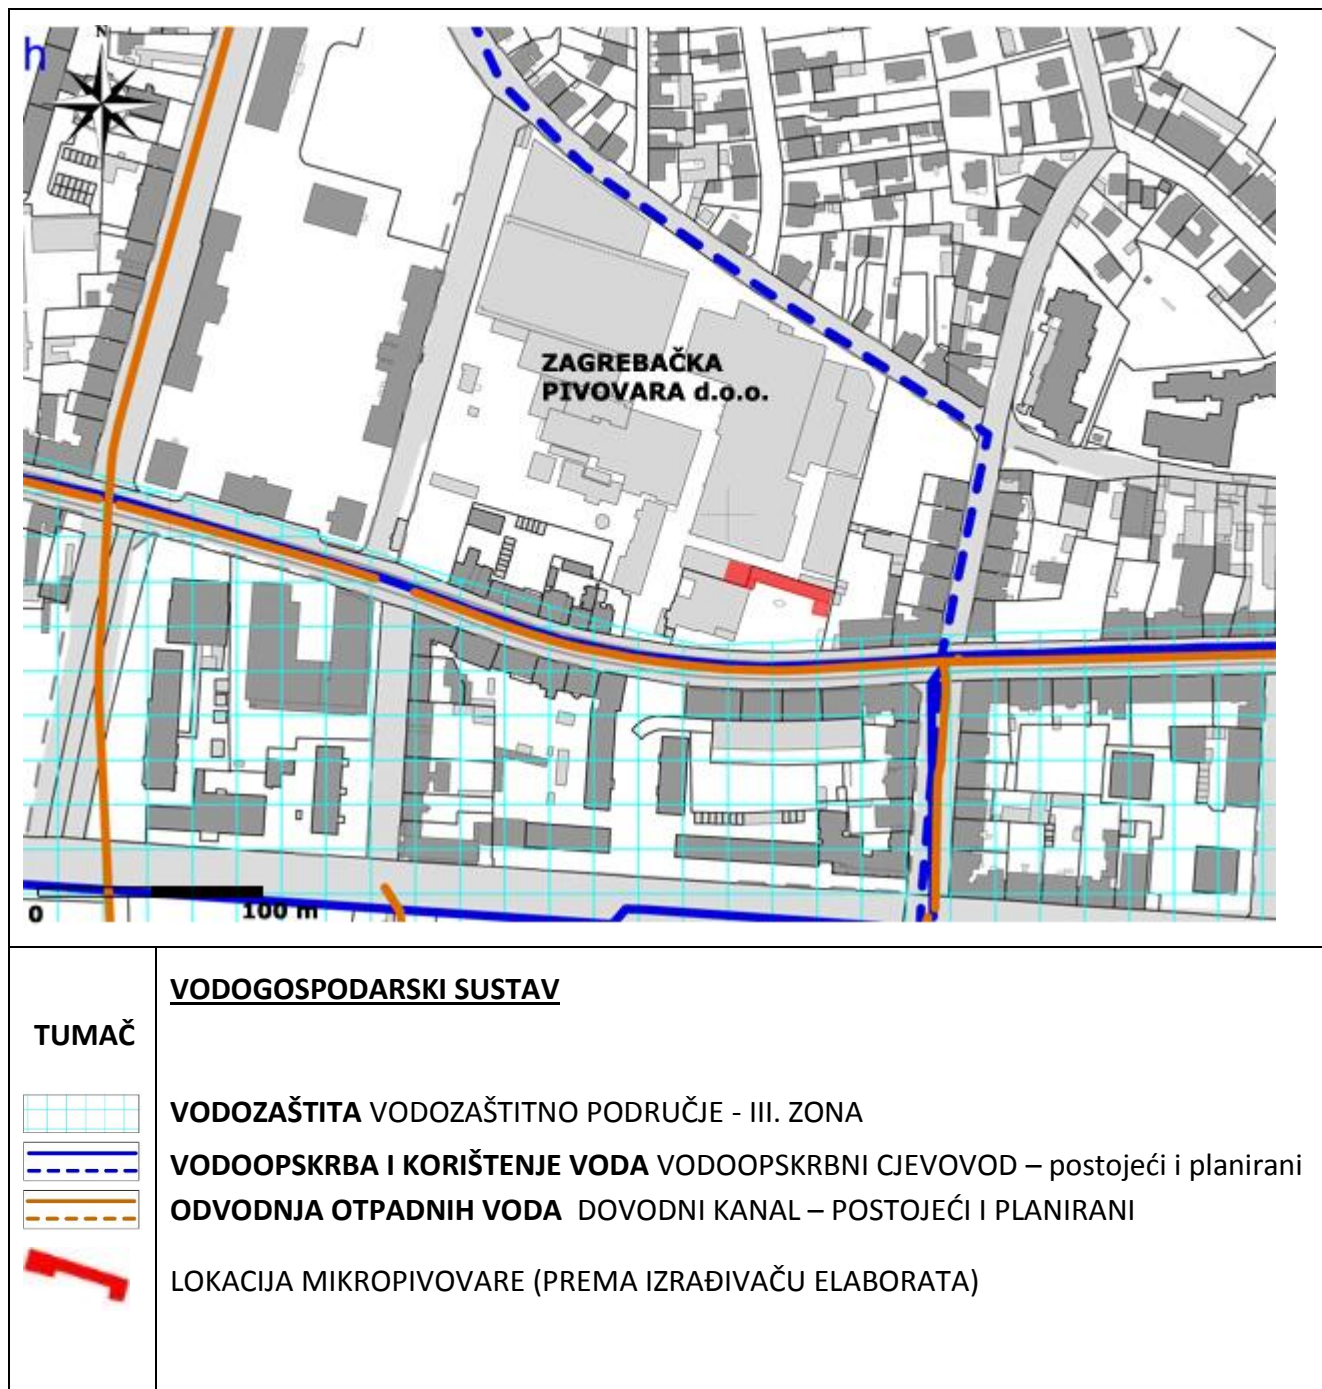 N
h
ZAGREBAČKA
PIVOVARA d.o.o.
0
100 m
TUMAČ
VODOGOSPODARSKI SUSTAV
VODOZAŠTITA VODOZAŠTITNO PODRUČJE - III. ZONA
VODOOPSKRBA I KORIŠTENJE VODA VODOOPSKRBNI CJEVOVOD – postojeći i planirani
ODVODNJA OTPADNIH VODA DOVODNI KANAL – POSTOJEĆI I PLANIRANI
LOKACIJA MIKROPIVOVARE (PREMA IZRAĐIVAČU ELABORATA)